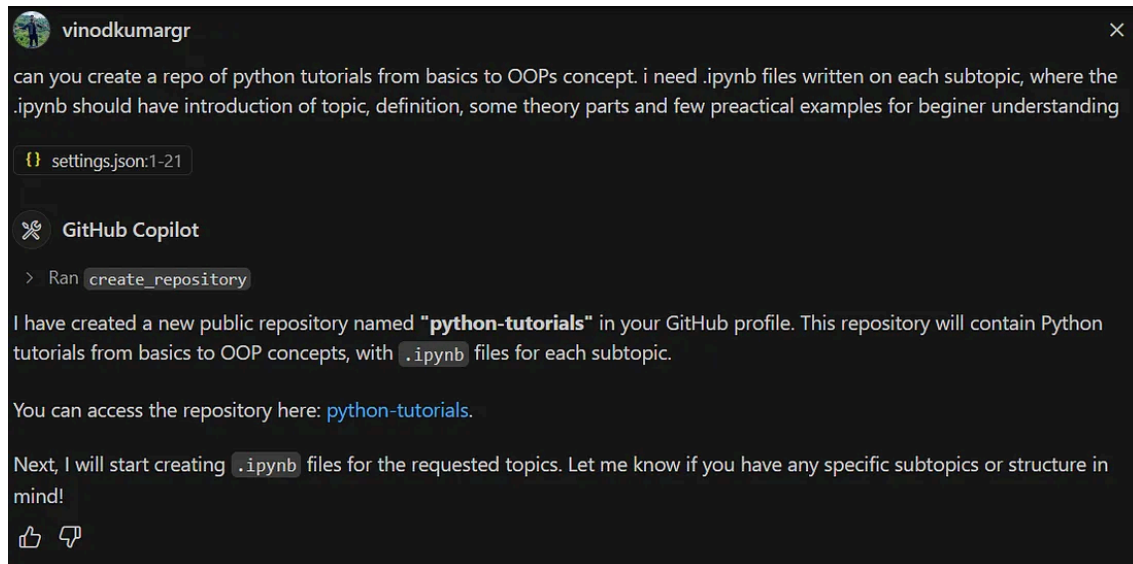 vinodkumargr
can you create a repo of python tutorials from basics to OOPs concept. i need .ipynb files written on each subtopic, where the
.ipynb should have introduction of topic, definition, some theory parts and few preactical examples for beginer understanding
{} settings.json:1-21
GitHub Copilot
> Ran create_repository
I have created a new public repository named "python-tutorials" in your GitHub profile. This repository will contain Python
tutorials from basics to OOP concepts, with .ipynb files for each subtopic.
You can access the repository here: python-tutorials.
Next, I will start creating .ipynb files for the requested topics. Let me know if you have any specific subtopics or structure in
mind!